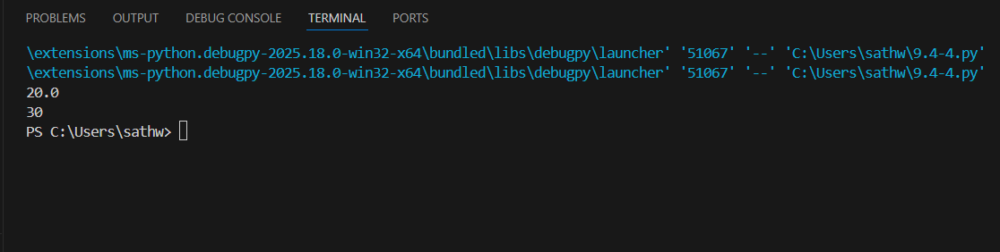 PROBLEMS OUTPUT DEBUG CONSOLE TERMINAL PORTS
\extensions\ms-python.debugpy-2025.18.0-win32-x64\bundled\libs\debugpy\launcher' '51067' '--' 'C:\Users\sathw\9.4-4.py'
\extensions\ms-python.debugpy-2025.18.0-win32-x64\bundled\libs\debugpy\launcher' '51067' '--' 'C:\Users\sathw\9.4-4.py'
20.0
30
PS C:\Users\sathw>